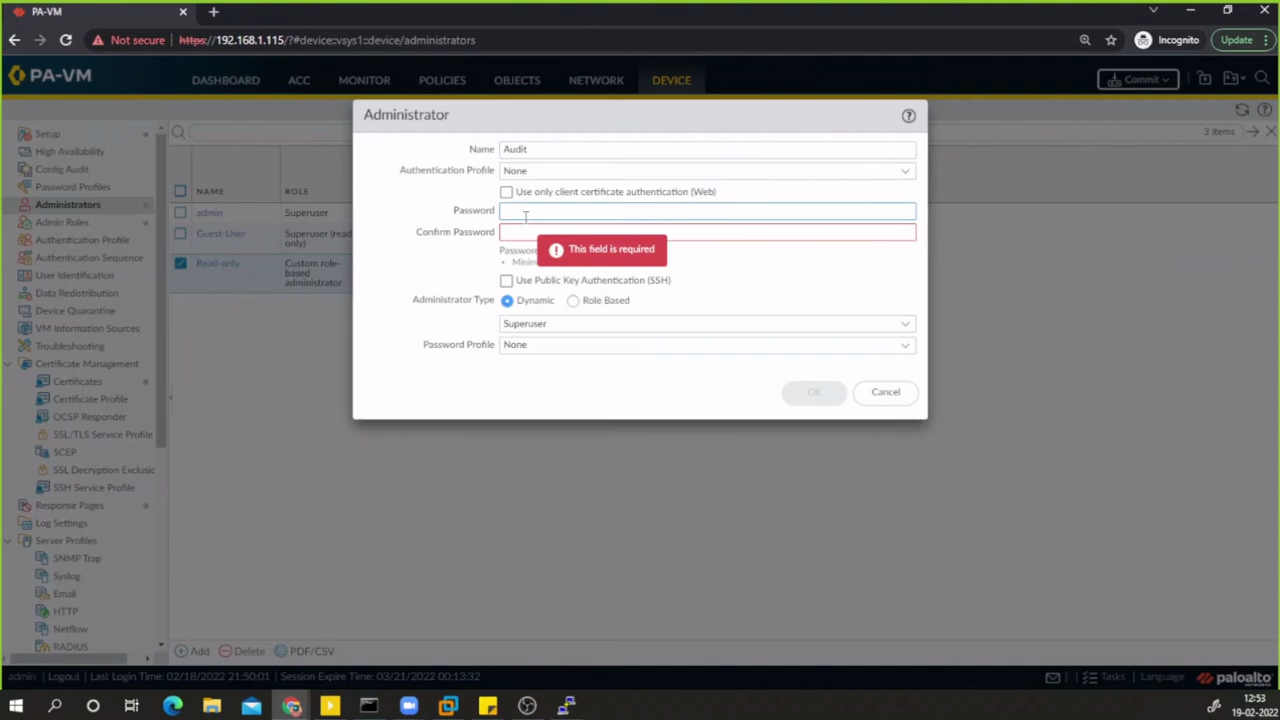 PA-VM
Not secure
https://192.168.1.115/?#device::vsys1::device/administrators
Incognito
Update
PA-VM
DASHBOARD
ACC
MONITOR
POLICIES
OBJECTS
NETWORK
DEVICE
Commit
Setup
High Availability
Config Audit
Password Profiles
Administrators
Admin Roles
Authentication Profile
Authentication Sequence
User Identification
Data Redistribution
Device Quarantine
VM Information Sources
Troubleshooting
Certificate Management
Certificates
Certificate Profile
OCSP Responder
SSL/TLS Service Profile
SCEP
SSL Decryption Exclusio
SSH Service Profile
Response Pages
Log Settings
Server Profiles
SNMP Trap
Syslog
Email
HTTP
Netflow
RADIUS
3 items
NAME
ROLE
admin
Superuser
Guest-User
Superuser (read
only)
Read-only
Custom role-
based
administrator
Administrator
Name
Audit
Authentication Profile
None
Use only client certificate authentication (Web)
Password
Confirm Password
This field is required
Password
Minim
Use Public Key Authentication (SSH)
Administrator Type
Dynamic
Role Based
Superuser
Password Profile
None
OK
Cancel
Add
Delete
PDF/CSV
admin | Logout | Last Login Time: 02/18/2022 21:50:01 | Session Expire Time: 03/21/2022 00:13:32
Tasks
Language
paloalto
NETWORKS
12:53
19-02-2022